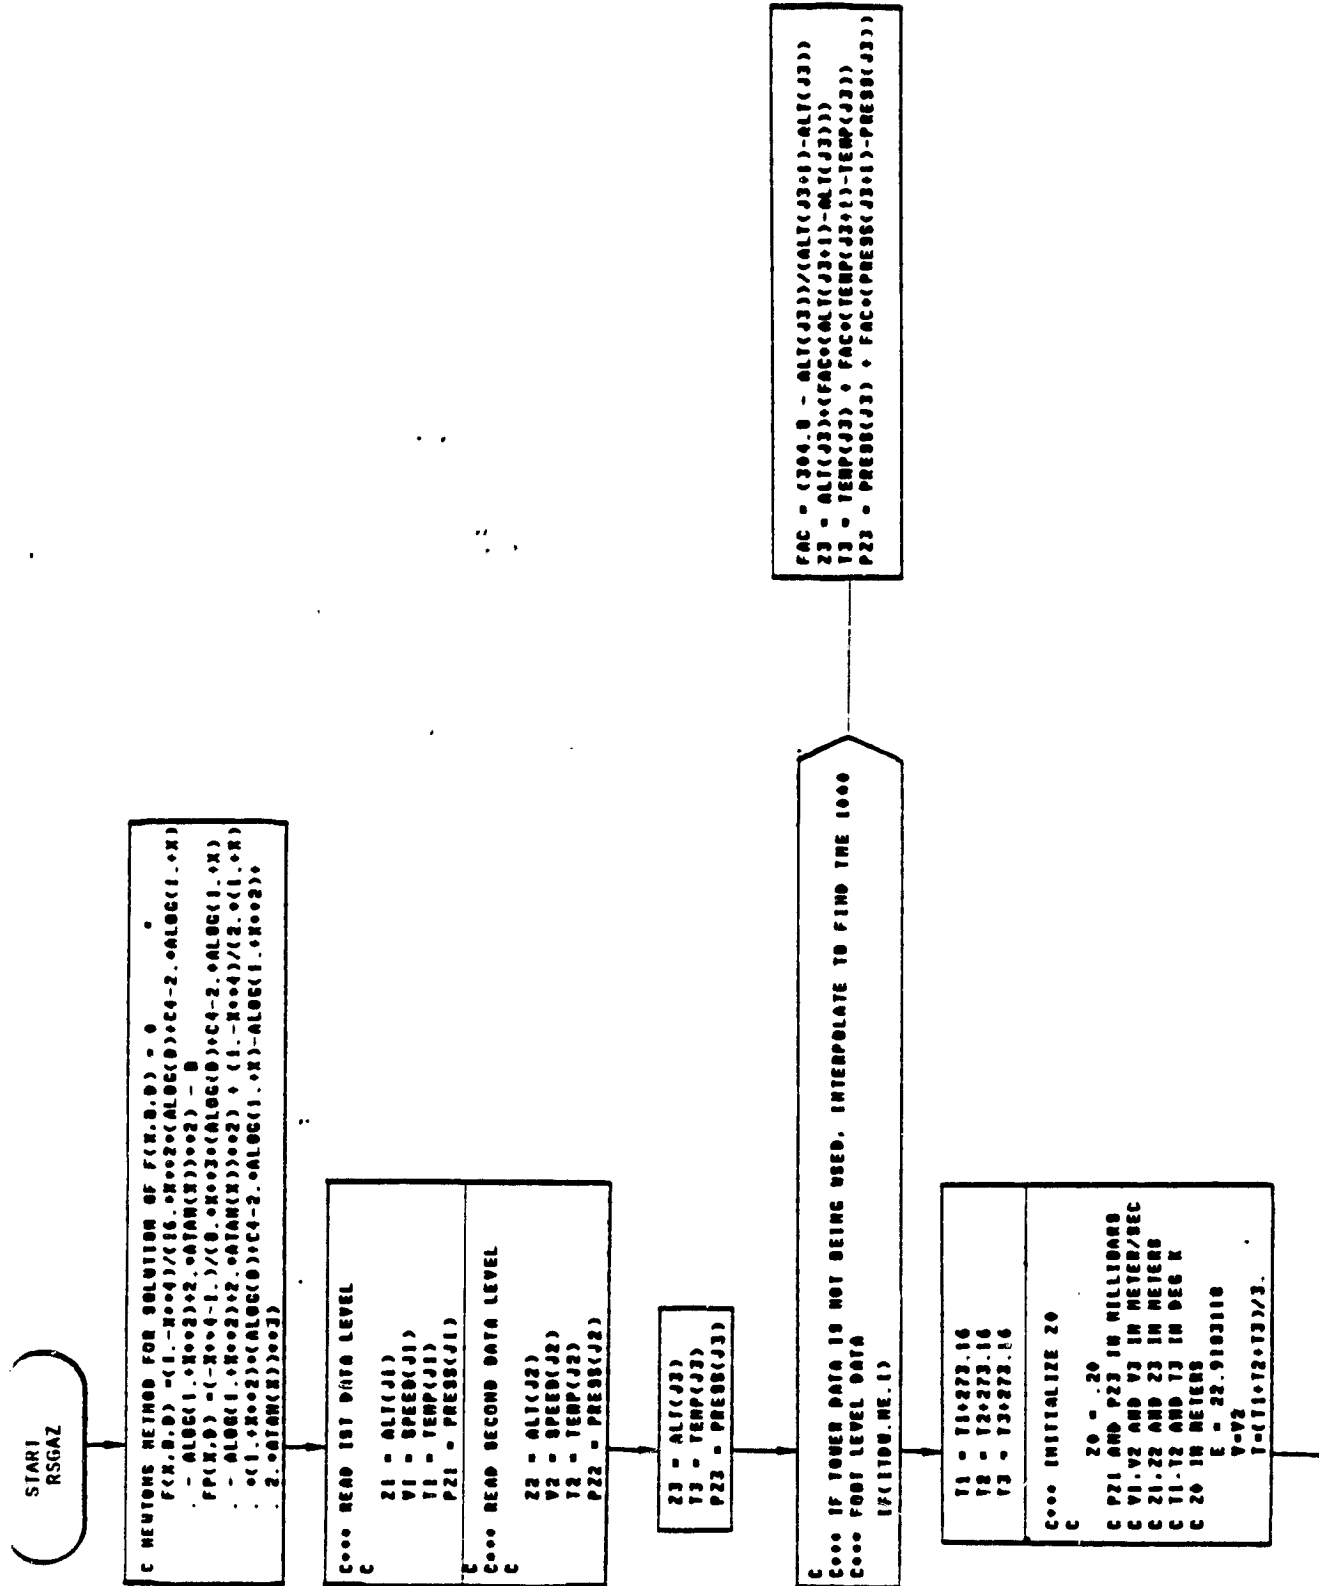 START
RSGAZ
C NEWTONS METHOD FOR SOLUTION OF F(X,B,D) = 0
F(X,B,D) =(1.-X**4)/(16.*X**2*(ALOG(D)+C4-2.*ALOG(1.+X)
. - ALOG(1.+X**2)+2.*ATAN(X))**2) - B
FP(X,D) =(-X**4-1.)/(8.*X**3*(ALOG(D)+C4-2.*ALOG(1.+X)
. - ALOG(1.+X**2)+2.*ATAN(X))**2) + (1.-X**4)/(2.*(1.+X)
. *(1.+X**2)*(ALOG(D)+C4-2.*ALOG(1.+X)-ALOG(1.+X**2)+
. 2.*ATAN(X))**3)
C*** READ 1ST DATA LEVEL
C
Z1 = ALT(J1)
V1 = SPEED(J1)
T1 = TEMP(J1)
PZ1 = PRESS(J1)
C
C*** READ SECOND DATA LEVEL
C
Z2 = ALT(J2)
V2 = SPEED(J2)
T2 = TEMP(J2)
PZ2 = PRESS(J2)
Z3 = ALT(J3)
T3 = TEMP(J3)
PZ3 = PRESS(J3)
C
C*** IF TOWER DATA IS NOT BEING USED, INTERPOLATE TO FIND THE 1000
C*** FOOT LEVEL DATA
IF(ITOW.NE.1)
FAC = (304.8 - ALT(J3))/(ALT(J3+1)-ALT(J3))
Z3 = ALT(J3)+(FAC*(ALT(J3+1)-ALT(J3)))
T3 = TEMP(J3) + FAC*(TEMP(J3+1)-TEMP(J3))
PZ3 = PRESS(J3) + FAC*(PRESS(J3+1)-PRESS(J3))
T1 = T1+273.16
T2 = T2+273.16
T3 = T3+273.16
C*** INITIALIZE Z0
C
Z0 = .20
C PZ1 AND PZ3 IN MILLIBARS
C V1,V2 AND V3 IN METER/SEC
C Z1,Z2 AND Z3 IN METERS
C T1,T2 AND T3 IN DEG K
C Z0 IN METERS
E = 22.9183118
V=V2
T=(T1+T2+T3)/3.